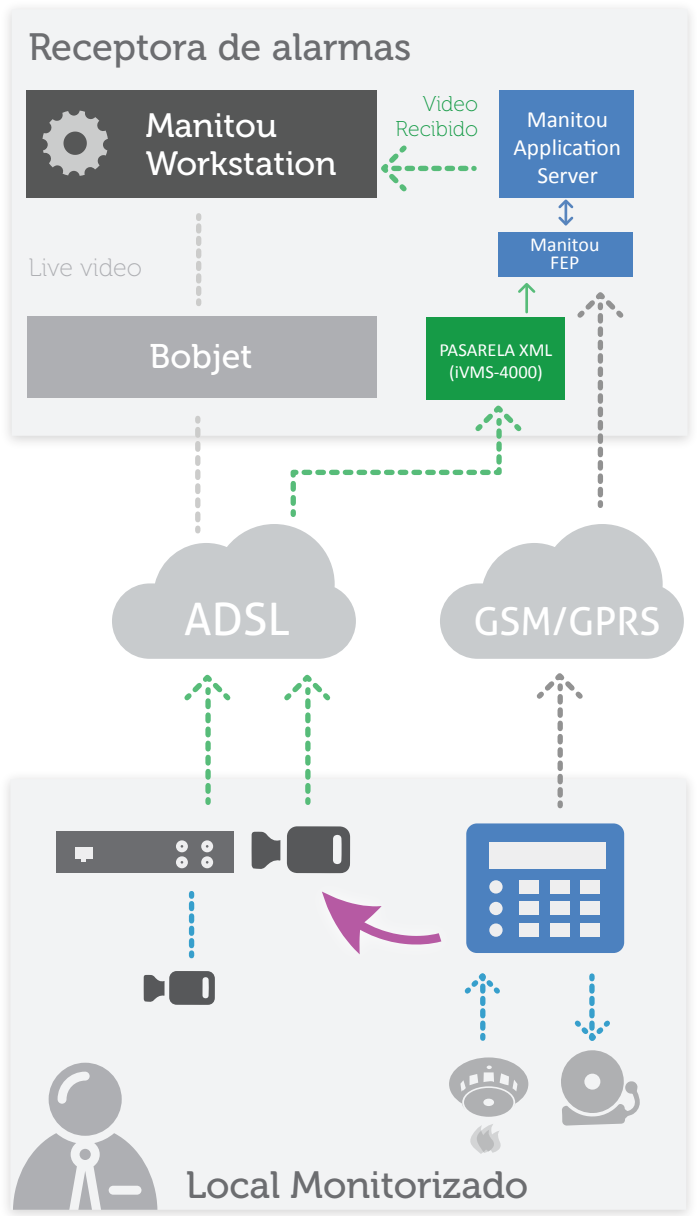 Receptora de alarmas
Manitou
Workstation
Video
Recibido
Manitou
Application
Server
Manitou
FEP
Live video
Bobjet
PASARELA XML
(iVMS-4000)
ADSL
GSM/GPRS
Local Monitorizado